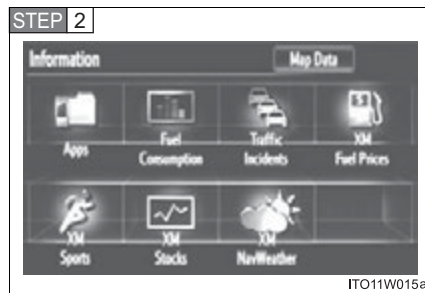 STEP 2
Information
Map Data
Apps
Fuel Consumption
Traffic Incidents
XM Fuel Prices
XM Sports
XM Stocks
XM NavWeather
ITO11W015a